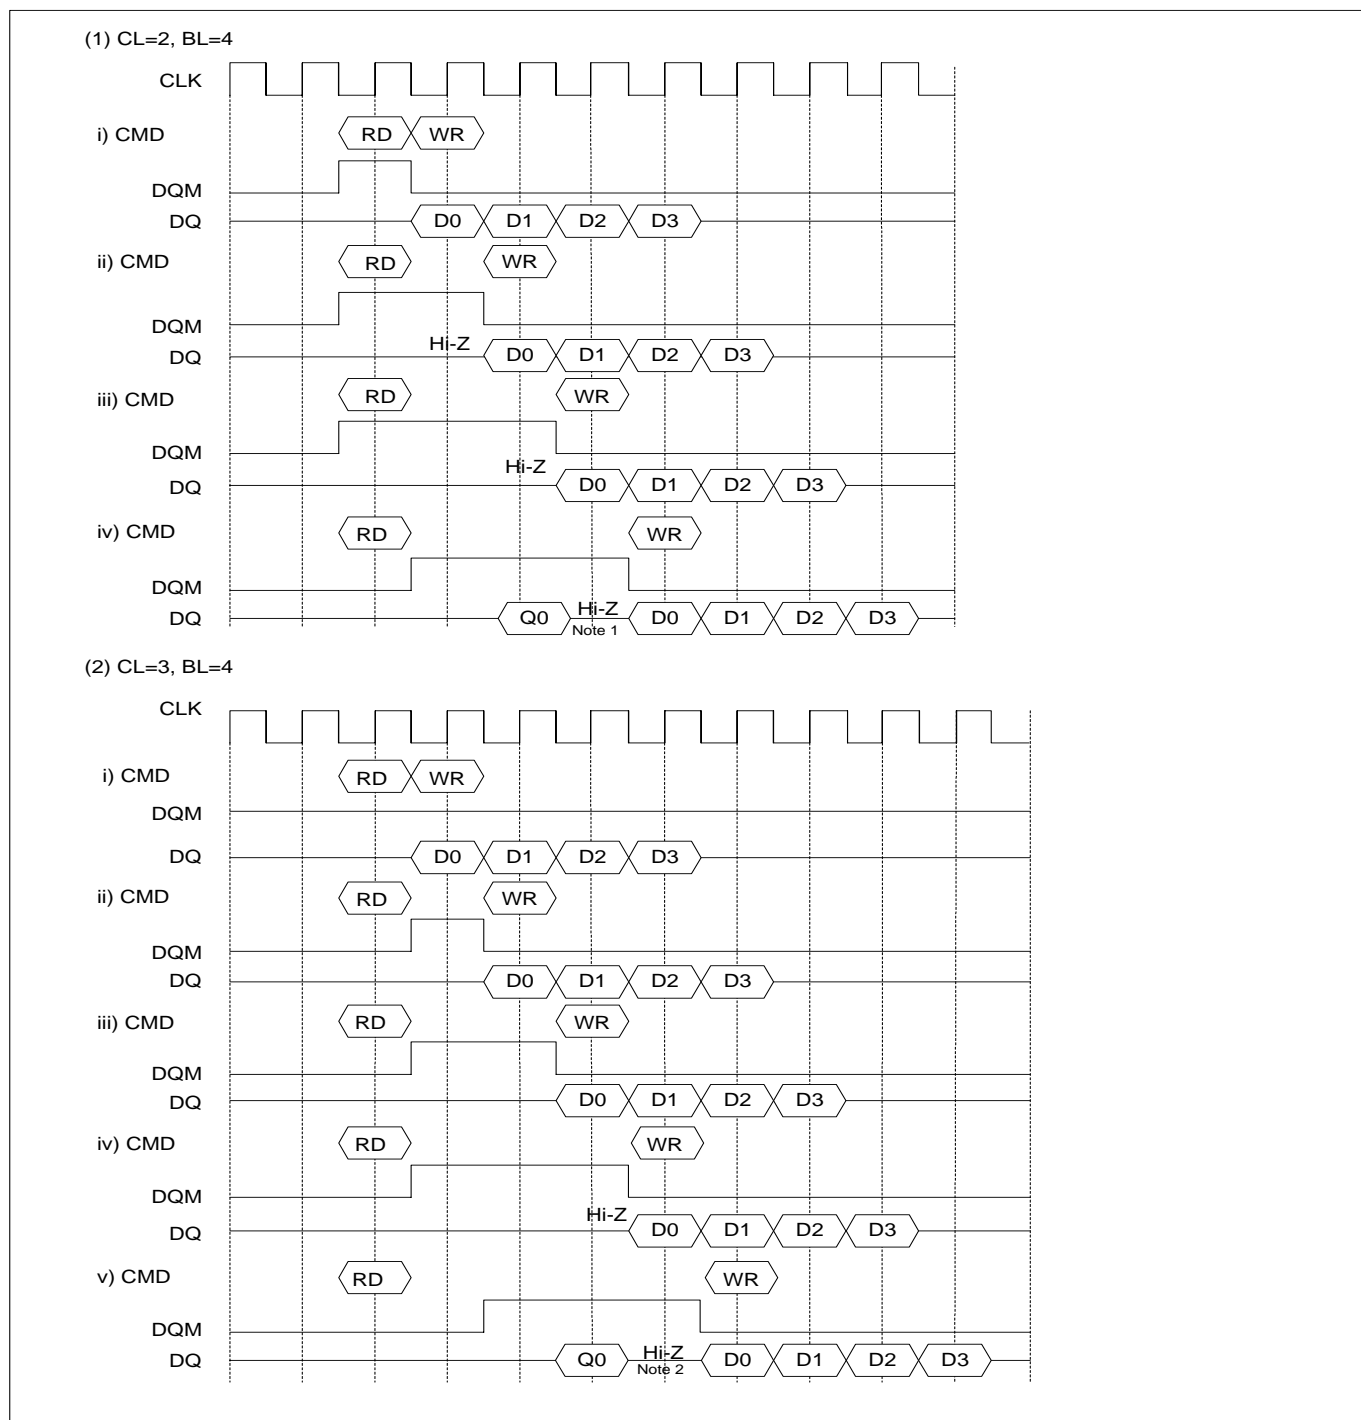 (1) CL=2, BL=4
CLK
i) CMD RD WR
DQM
DQ D0 D1 D2 D3
ii) CMD RD WR
DQM
DQ Hi-Z D0 D1 D2 D3
iii) CMD RD WR
DQM
DQ Hi-Z D0 D1 D2 D3
iv) CMD RD WR
DQM
DQ Q0 Hi-Z D0 D1 D2 D3
Note 1
(2) CL=3, BL=4
CLK
i) CMD RD WR
DQM
DQ D0 D1 D2 D3
ii) CMD RD WR
DQM
DQ D0 D1 D2 D3
iii) CMD RD WR
DQM
DQ D0 D1 D2 D3
iv) CMD RD WR
DQM
DQ Hi-Z D0 D1 D2 D3
v) CMD RD WR
DQM
DQ Q0 Hi-Z D0 D1 D2 D3
Note 2